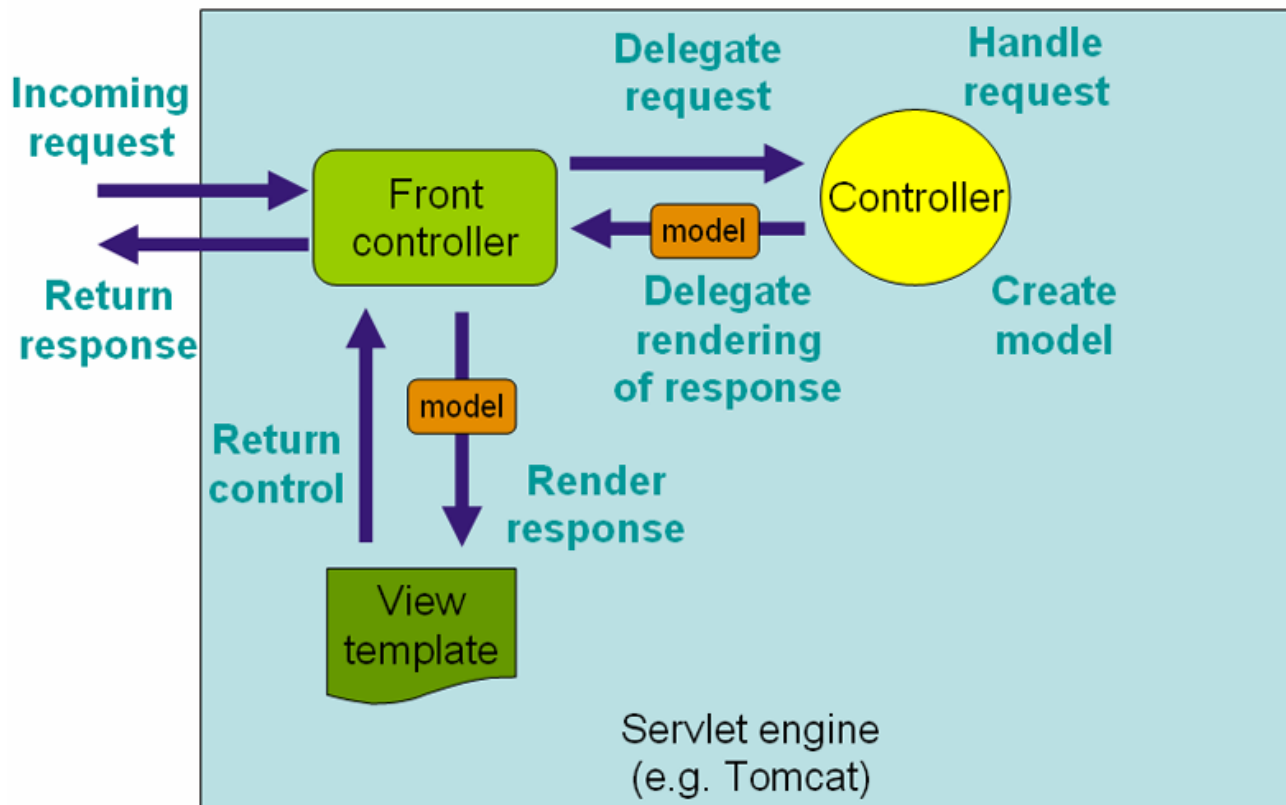 Incoming
request
Return
response
Front
controller
Delegate
request
model
Delegate
rendering
of response
Handle
request
Controller
Create
model
Return
control
model
Render
response
View
template
Servlet engine
(e.g. Tomcat)